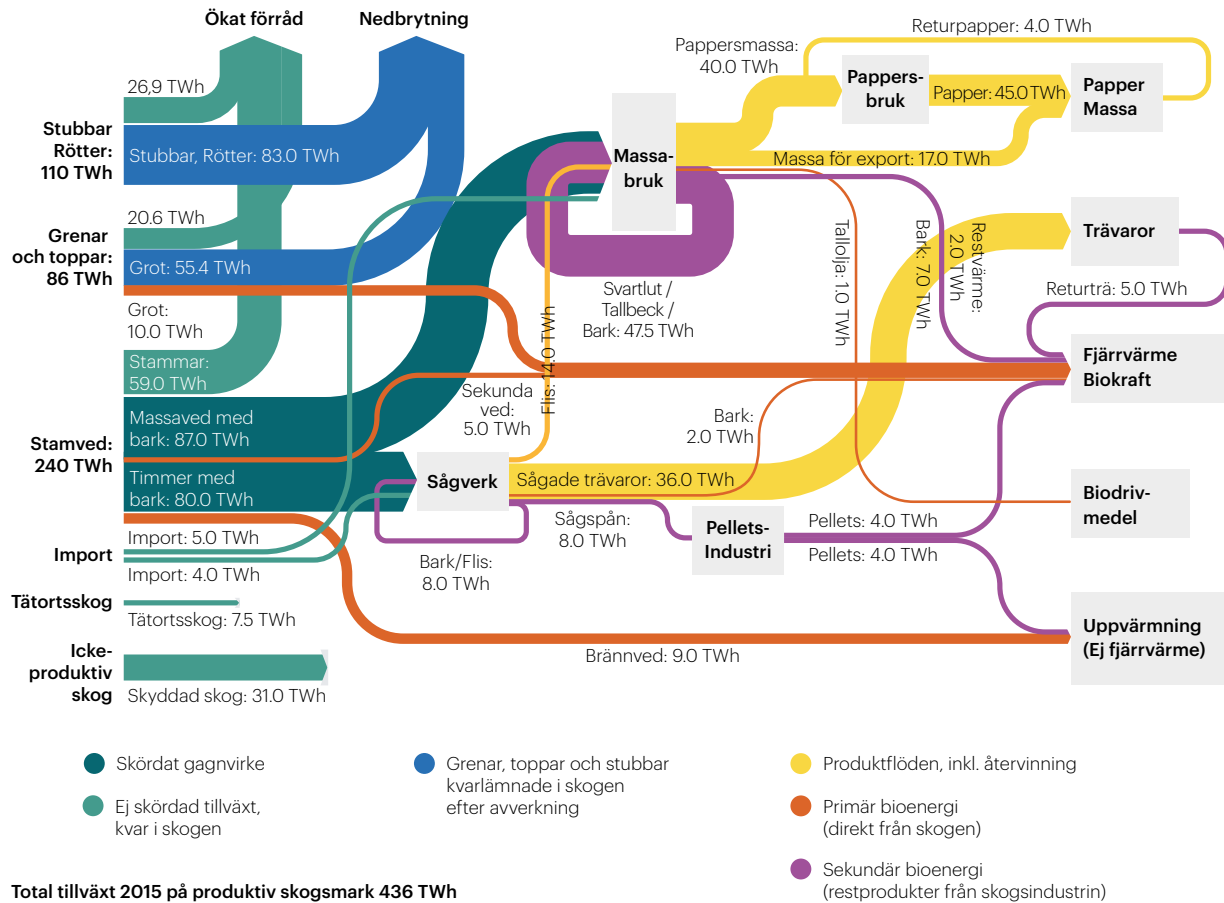 Ökat förråd
Nedbrytning
26,9 TWh
Stubbar
Rötter:
110 TWh
Stubbar, Rötter: 83.0 TWh
20.6 TWh
Grenar
och toppar:
86 TWh
Grot: 55.4 TWh
Grot:
10.0 TWh
Stammar:
59.0 TWh
Stamved:
240 TWh
Massaved med
bark: 87.0 TWh
Timmer med
bark: 80.0 TWh
Import
Import: 5.0 TWh
Import: 4.0 TWh
Tätortsskog
Tätortsskog: 7.5 TWh
Icke-
produktiv
skog
Skyddad skog: 31.0 TWh
Pappersmassa:
40.0 TWh
Returpapper: 4.0 TWh
Pappers-
bruk
Papper: 45.0 TWh
Papper
Massa
Massa-
bruk
Massa för export: 17.0 TWh
Svartlut /
Tallbeck /
Bark: 47.5 TWh
Flis: 14.0 TWh
Sekunda
ved:
5.0 TWh
Tallolja: 1.0 TWh
Bark: 7.0 TWh
Restvärme:
2.0 TWh
Trävaror
Returträ: 5.0 TWh
Fjärrvärme
Biokraft
Bark:
2.0 TWh
Sågverk
Sågade trävaror: 36.0 TWh
Bark/Flis:
8.0 TWh
Sågspån:
8.0 TWh
Pellets-
Industri
Pellets: 4.0 TWh
Pellets: 4.0 TWh
Biodriv-
medel
Uppvärmning
(Ej fjärrvärme)
Brännved: 9.0 TWh
Skördat gagnvirke
Ej skördad tillväxt,
kvar i skogen
Grenar, toppar och stubbar
kvarlämnade i skogen
efter avverkning
Produktflöden, inkl. återvinning
Primär bioenergi
(direkt från skogen)
Sekundär bioenergi
(restprodukter från skogsindustrin)
Total tillväxt 2015 på produktiv skogsmark 436 TWh